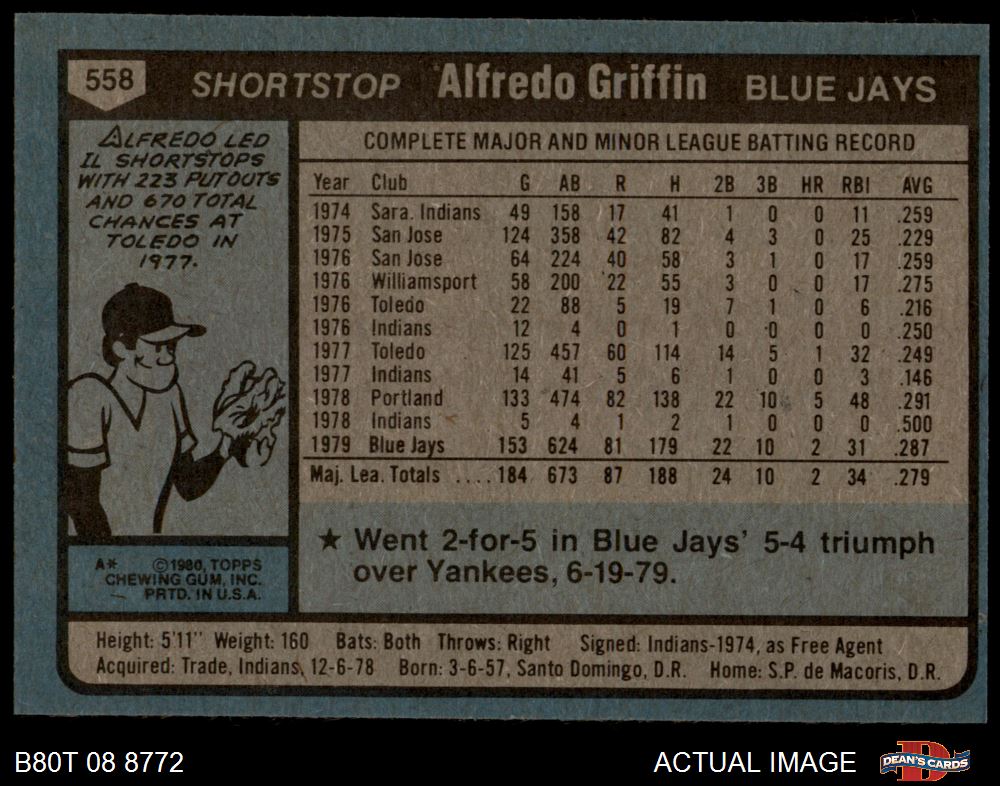 558 SHORTSTOP Alfredo Griffin BLUE JAYS
ALFREDO LED
IL SHORTSTOPS
WITH 223 PUTOUTS
AND 670 TOTAL
CHANCES AT
TOLEDO IN
1977.
COMPLETE MAJOR AND MINOR LEAGUE BATTING RECORD
Year Club G AB R H 2B 3B HR RBI AVG
1974 Sara. Indians 49 158 17 41 1 0 0 11 .259
1975 San Jose 124 358 42 82 4 3 0 25 .229
1976 San Jose 64 224 40 58 3 1 0 17 .259
1976 Williamsport 58 200 22 55 3 0 0 17 .275
1976 Toledo 22 88 5 19 7 1 0 6 .216
1976 Indians 12 4 0 1 0 0 0 0 .250
1977 Toledo 125 457 60 114 14 5 1 32 .249
1977 Indians 14 41 5 6 1 0 0 3 .146
1978 Portland 133 474 82 138 22 10 5 48 .291
1978 Indians 5 4 1 2 1 0 0 0 .500
1979 Blue Jays 153 624 81 179 22 10 2 31 .287
Maj. Lea. Totals ....184 673 87 188 24 10 2 34 .279
★ Went 2-for-5 in Blue Jays' 5-4 triumph
over Yankees, 6-19-79.
A* ©1980, TOPPS
CHEWING GUM, INC.
PRTD. IN U.S.A.
Height: 5'11" Weight: 160 Bats: Both Throws: Right Signed: Indians-1974, as Free Agent
Acquired: Trade, Indians, 12-6-78 Born: 3-6-57, Santo Domingo, D.R. Home: S.P. de Macoris, D.R.
B80T 08 8772 ACTUAL IMAGE D DEAN'S CARDS